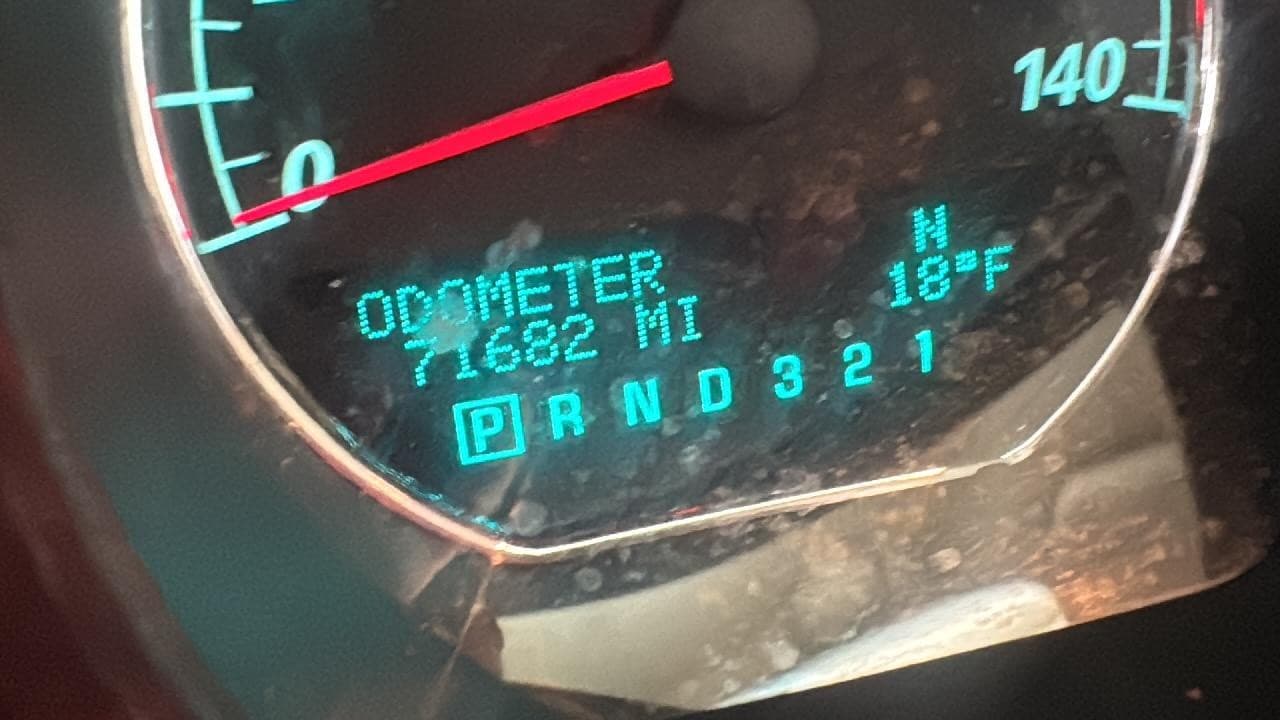 140
0
N
ODOMETER 18°F
71682 MI
P R N D 3 2 1